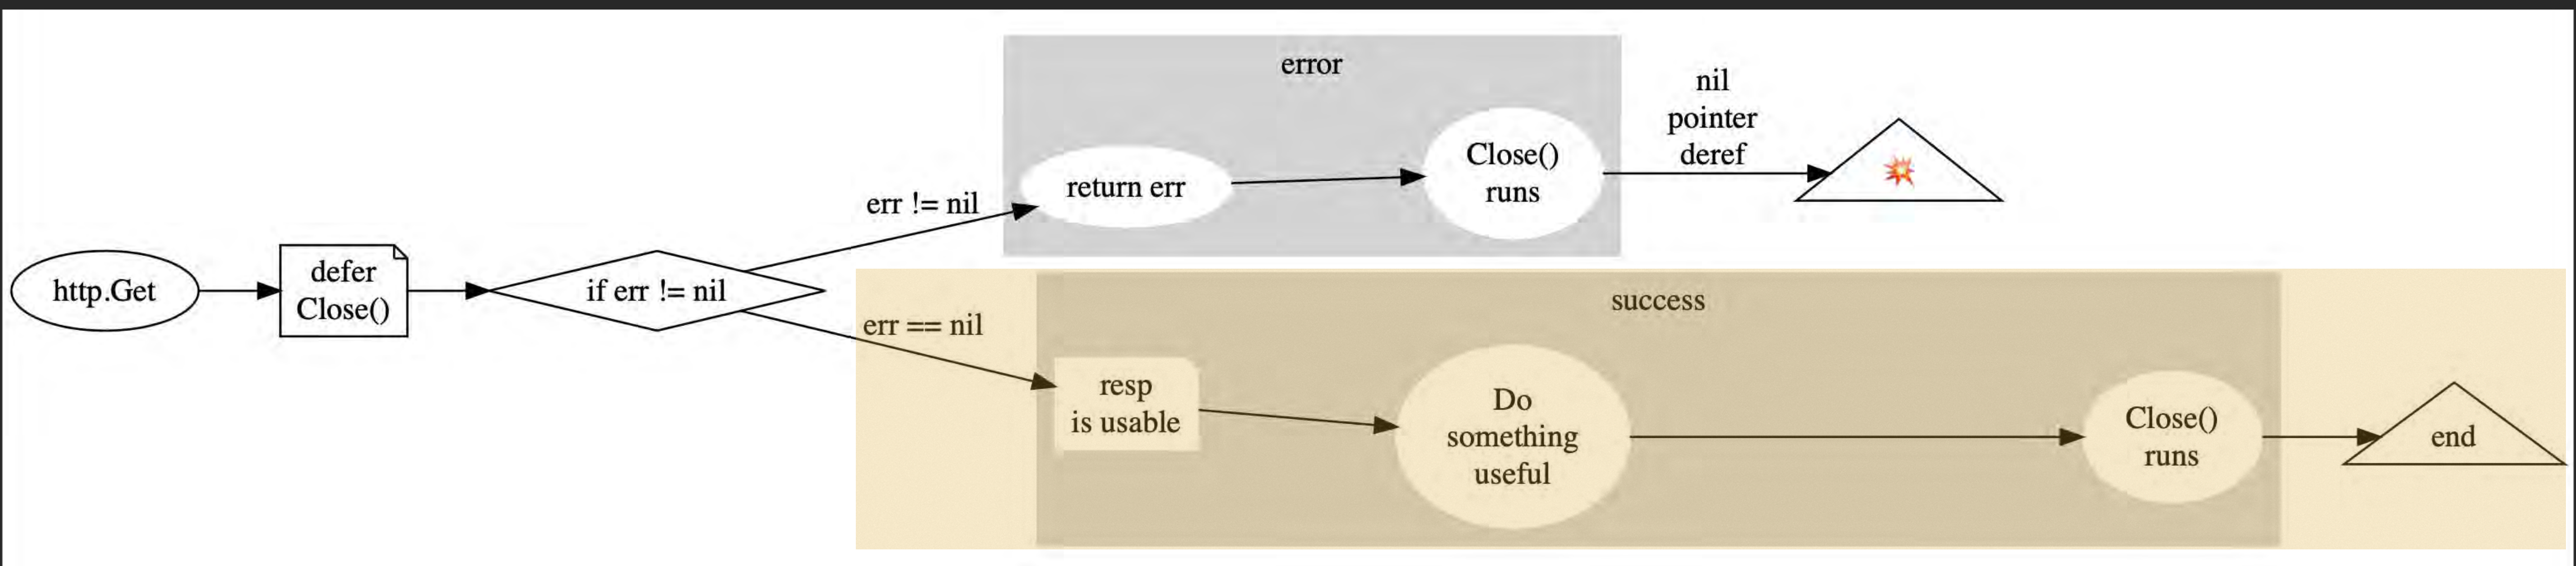 http.Get
defer
Close()
if err != nil
err != nil
error
return err
Close()
runs
nil
pointer
deref
err == nil
success
resp
is usable
Do
something
useful
Close()
runs
end